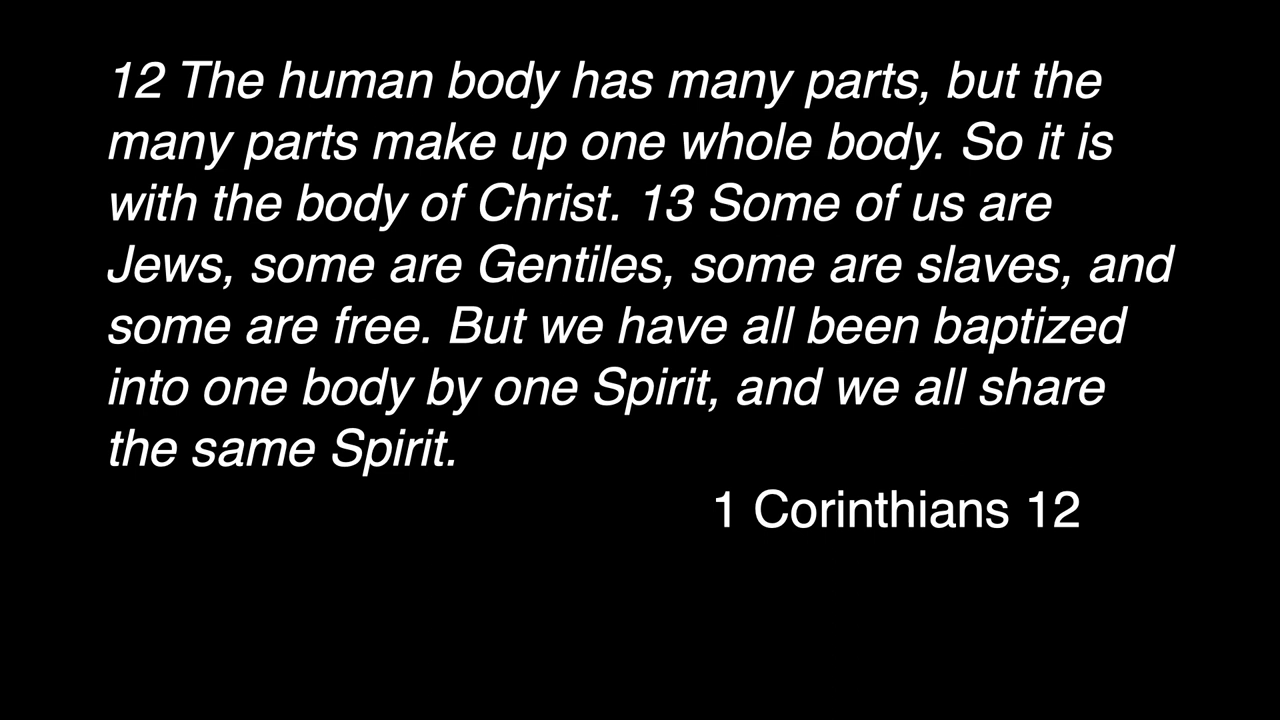 12 The human body has many parts, but the
many parts make up one whole body. So it is
with the body of Christ. 13 Some of us are
Jews, some are Gentiles, some are slaves, and
some are free. But we have all been baptized
into one body by one Spirit, and we all share
the same Spirit.
1 Corinthians 12